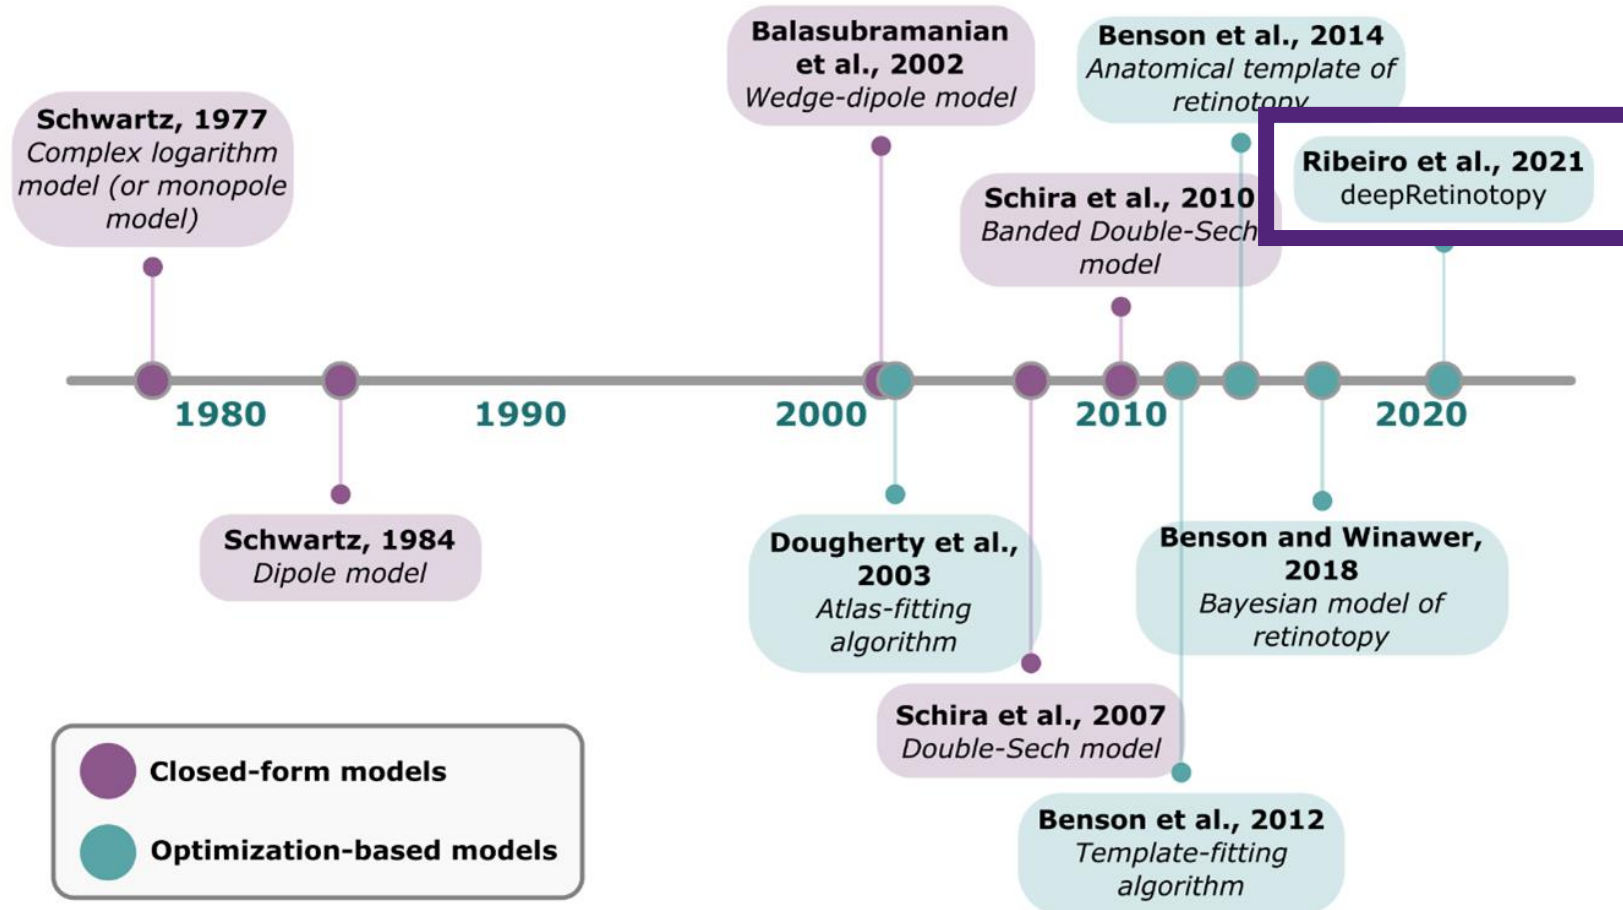 Balasubramanian
et al., 2002
Wedge-dipole model
Benson et al., 2014
Anatomical template of
retinotopy
Schwartz, 1977
Complex logarithm
model (or monopole
model)
Ribeiro et al., 2021
deepRetinotopy
Schira et al., 2010
Banded Double-Sech
model
1980
1990
2000
2010
2020
Schwartz, 1984
Dipole model
Dougherty et al.,
2003
Atlas-fitting
algorithm
Benson and Winawer,
2018
Bayesian model of
retinotopy
Schira et al., 2007
Double-Sech model
Benson et al., 2012
Template-fitting
algorithm
Closed-form models
Optimization-based models